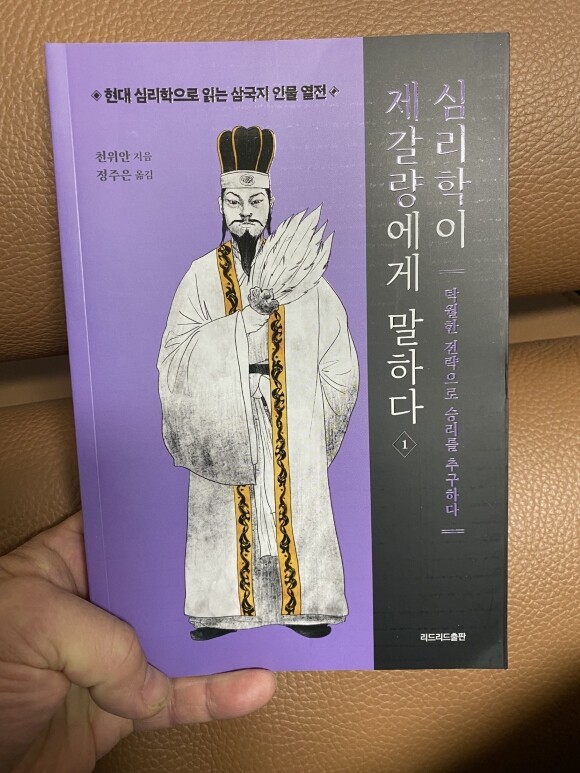 현대 심리학으로 읽는 삼국지 인물 열전
천위안 지음
정주은 옮김
심리학이
제갈량에게 말하다
1
탁월한 전략으로 승리를 추구하다
리드리드출판